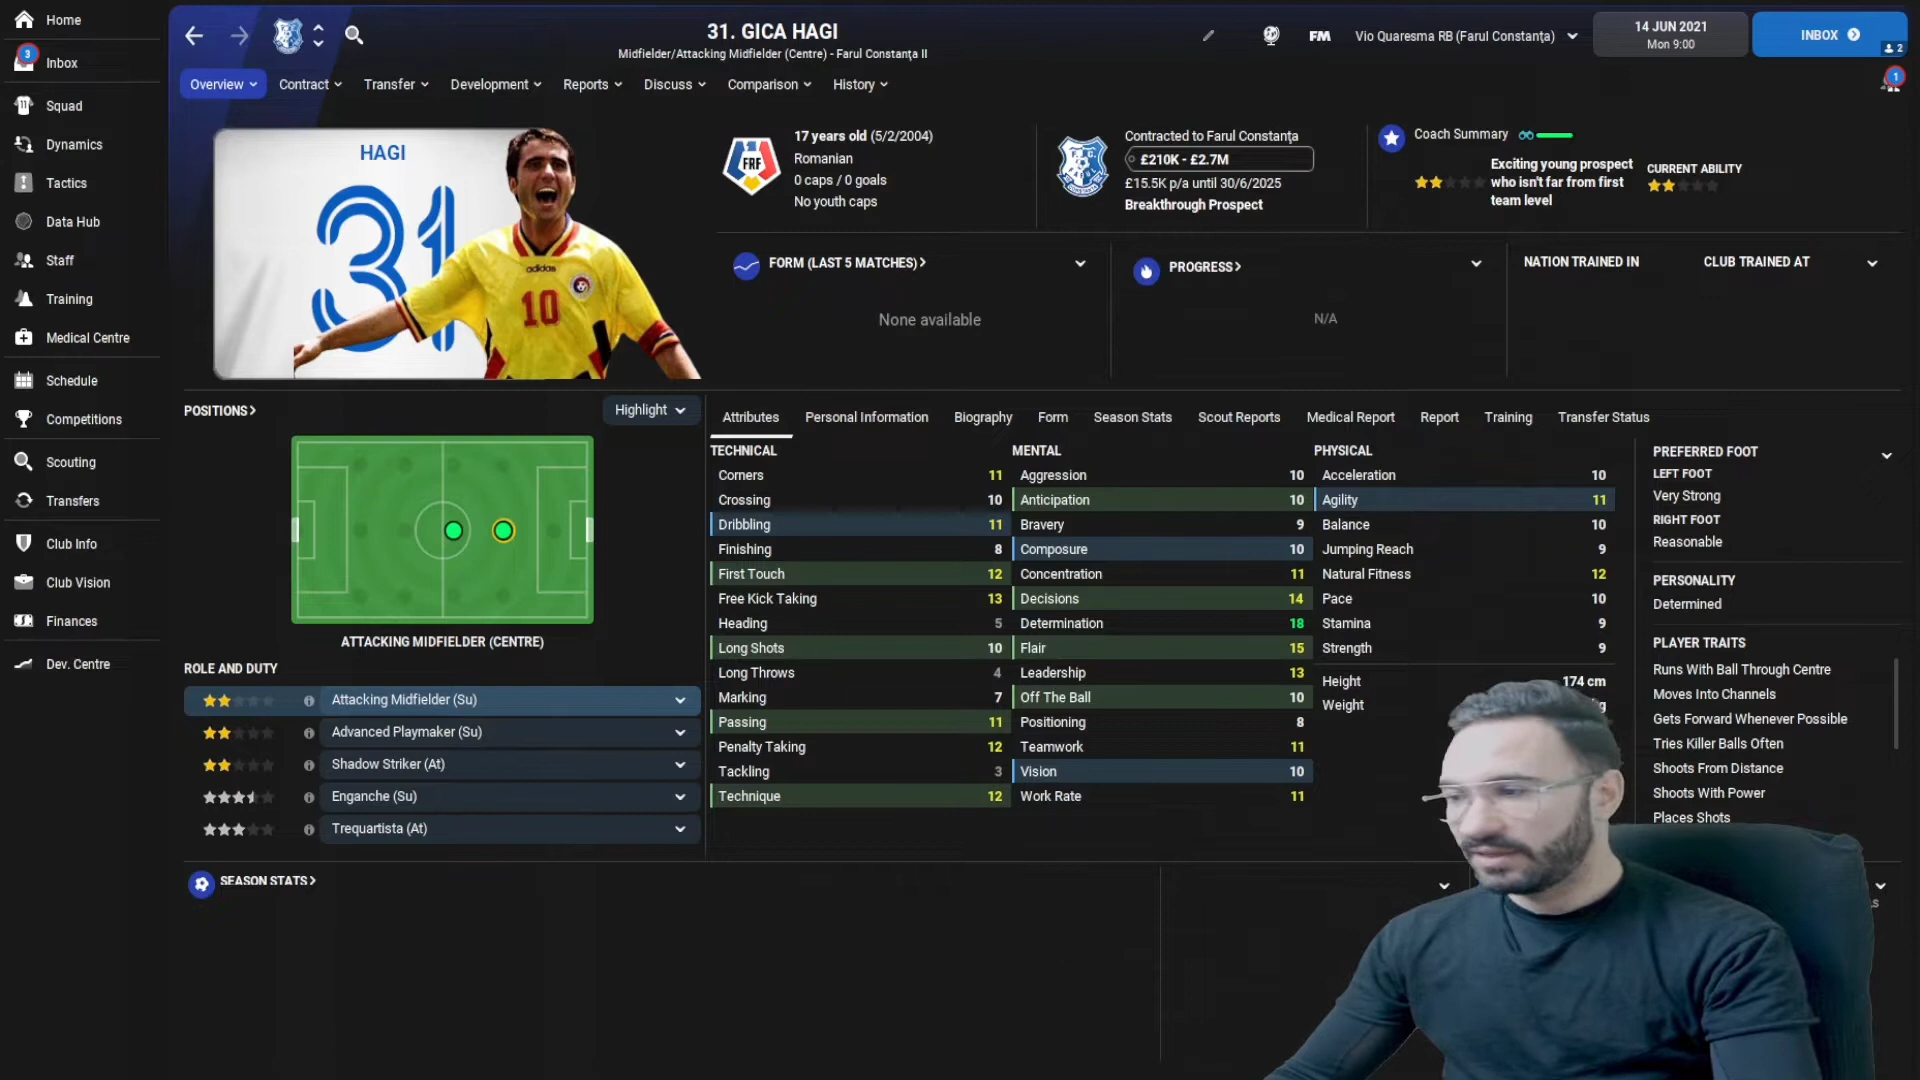 Home
3
Inbox
Squad
Dynamics
Tactics
Data Hub
Staff
Training
Medical Centre
Schedule
Competitions
Scouting
Transfers
Club Info
Club Vision
Finances
Dev. Centre
31. GICA HAGI
Midfielder/Attacking Midfielder (Centre) - Farul Constanţa II
FM
Vio Quaresma RB (Farul Constanţa)
14 JUN 2021
Mon 9:00
INBOX
2
1
Overview
Contract
Transfer
Development
Reports
Discuss
Comparison
History
HAGI
31
adidas
10
FRF
17 years old (5/2/2004)
Romanian
0 caps / 0 goals
No youth caps
Contracted to Farul Constanţa
£210K - £2.7M
£15.5K p/a until 30/6/2025
Breakthrough Prospect
Coach Summary
Exciting young prospect
who isn't far from first
team level
CURRENT ABILITY
FORM (LAST 5 MATCHES)
None available
PROGRESS
N/A
NATION TRAINED IN
CLUB TRAINED AT
POSITIONS
Highlight
ATTACKING MIDFIELDER (CENTRE)
ROLE AND DUTY
Attacking Midfielder (Su)
Advanced Playmaker (Su)
Shadow Striker (At)
Enganche (Su)
Trequartista (At)
Attributes
Personal Information
Biography
Form
Season Stats
Scout Reports
Medical Report
Report
Training
Transfer Status
TECHNICAL
Corners 11
Crossing 10
Dribbling 11
Finishing 8
First Touch 12
Free Kick Taking 13
Heading 5
Long Shots 10
Long Throws 4
Marking 7
Passing 11
Penalty Taking 12
Tackling 3
Technique 12
MENTAL
Aggression 10
Anticipation 10
Bravery 9
Composure 10
Concentration 11
Decisions 14
Determination 18
Flair 15
Leadership 13
Off The Ball 10
Positioning 8
Teamwork 11
Vision 10
Work Rate 11
PHYSICAL
Acceleration 10
Agility 11
Balance 10
Jumping Reach 9
Natural Fitness 12
Pace 10
Stamina 9
Strength 9
Height 174 cm
Weight
PREFERRED FOOT
LEFT FOOT
Very Strong
RIGHT FOOT
Reasonable
PERSONALITY
Determined
PLAYER TRAITS
Runs With Ball Through Centre
Moves Into Channels
Gets Forward Whenever Possible
Tries Killer Balls Often
Shoots From Distance
Shoots With Power
Places Shots
SEASON STATS